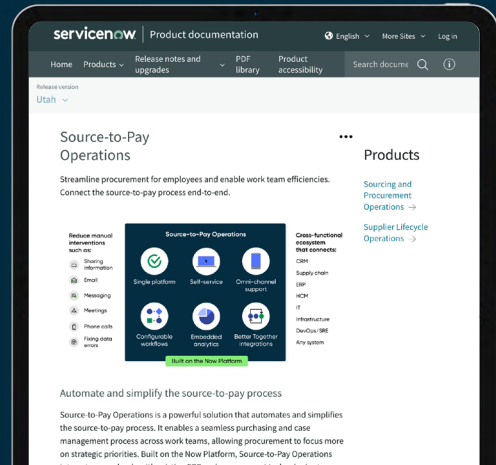 servicenow. Product documentation
English More Sites Log in
Home Products Release notes and upgrades PDF library Product accessibility Search docume
Release version
Utah
Source-to-Pay
Operations
•••
Streamline procurement for employees and enable work team efficiencies.
Connect the source-to-pay process end-to-end.
Products
Sourcing and
Procurement
Operations →
Supplier Lifecycle
Operations →
Reduce manual
interventions
such as:
Sharing
information
Email
Messaging
Meetings
Phone calls
Fixing data
errors
Source-to-Pay Operations
Single platform Self-service Omni-channel
support
Configurable
workflows
Embedded
analytics
Better Together
integrations
Built on the Now Platform
Cross-functional
ecosystem
that connects:
CRM
Supply chain
ERP
HCM
IT
Infrastructure
DevOps/SRE
Any system
Automate and simplify the source-to-pay process
Source-to-Pay Operations is a powerful solution that automates and simplifies
the source-to-pay process. It enables a seamless purchasing and case
management process across work teams, allowing procurement to focus more
on strategic priorities. Built on the Now Platform, Source-to-Pay Operations